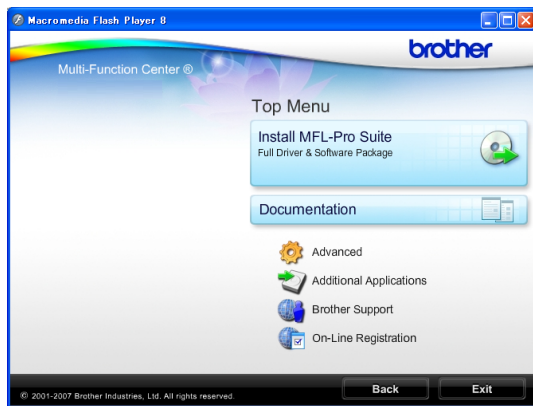 Macromedia Flash Player 8
brother
Multi-Function Center ®
Top Menu
Install MFL-Pro Suite
Full Driver & Software Package
Documentation
Advanced
Additional Applications
Brother Support
On-Line Registration
© 2001-2007 Brother Industries, Ltd. All rights reserved.
Back
Exit